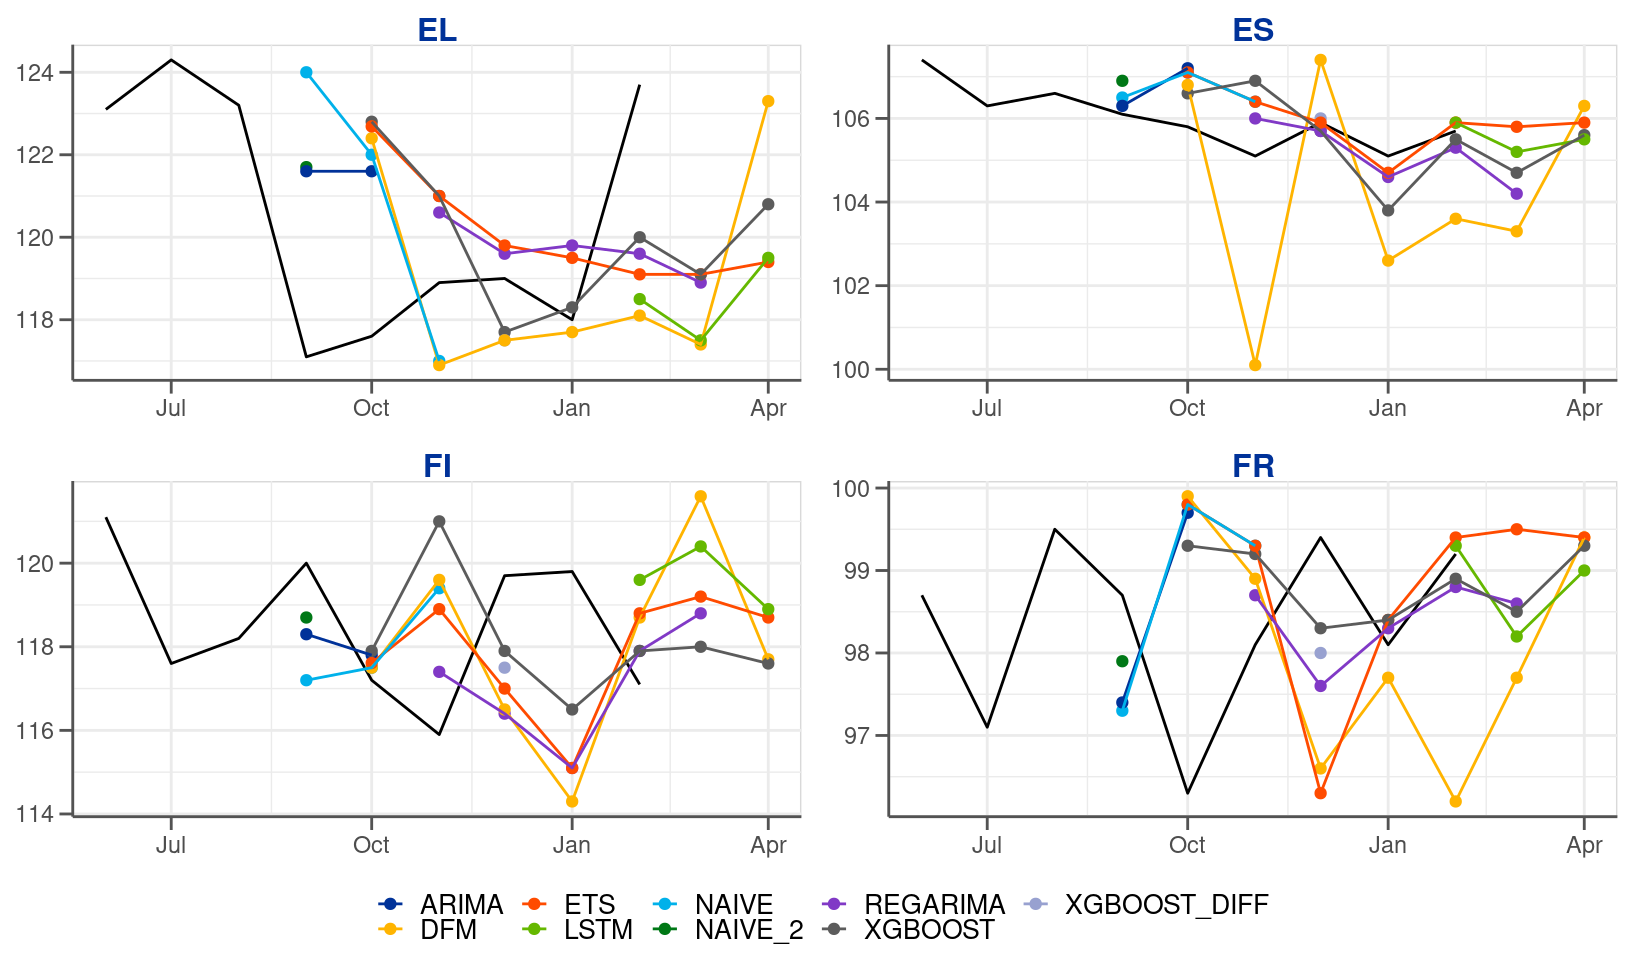 EL
124
122
120
118
Jul Oct Jan Apr
ES
106
104
102
100
Jul Oct Jan Apr
FI
120
118
116
114
Jul Oct Jan Apr
FR
100
99
98
97
Jul Oct Jan Apr
ARIMA ETS NAIVE REGARIMA XGBOOST_DIFF
DFM LSTM NAIVE_2 XGBOOST